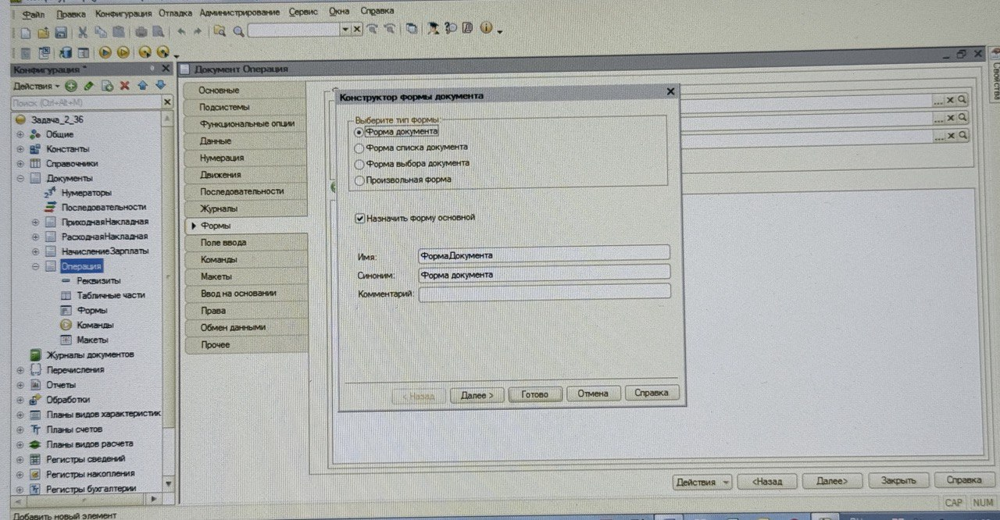 Файл Правка Конфигурация Отладка Администрирование Сервис Окна Справка
Конфигурация *
Действия
Поиск (Ctrl+Alt+M)
Задача_2_36
Общие
Константы
Справочники
Документы
Нумераторы
Последовательности
ПриходнаяНакладная
РасходнаяНакладная
НачислениеЗарплаты
Операция
Реквизиты
Табличные части
Формы
Команды
Макеты
Журналы документов
Перечисления
Отчеты
Обработки
Планы видов характеристик
Планы счетов
Планы видов расчета
Регистры сведений
Регистры накопления
Регистры бухгалтерии
Добавить новый элемент
Документ Операция
Основные
Подсистемы
Функциональные опции
Данные
Нумерация
Движения
Последовательности
Журналы
Формы
Поле ввода
Команды
Макеты
Ввод на основании
Права
Обмен данными
Прочее
Конструктор формы документа
Выберите тип формы:
Форма документа
Форма списка документа
Форма выбора документа
Произвольная форма
Назначить форму основной
Имя: ФормаДокумента
Синоним: Форма документа
Комментарий:
< Назад Далее > Готово Отмена Справка
Действия <Назад Далее> Закрыть Справка
CAP NUM
Свойства